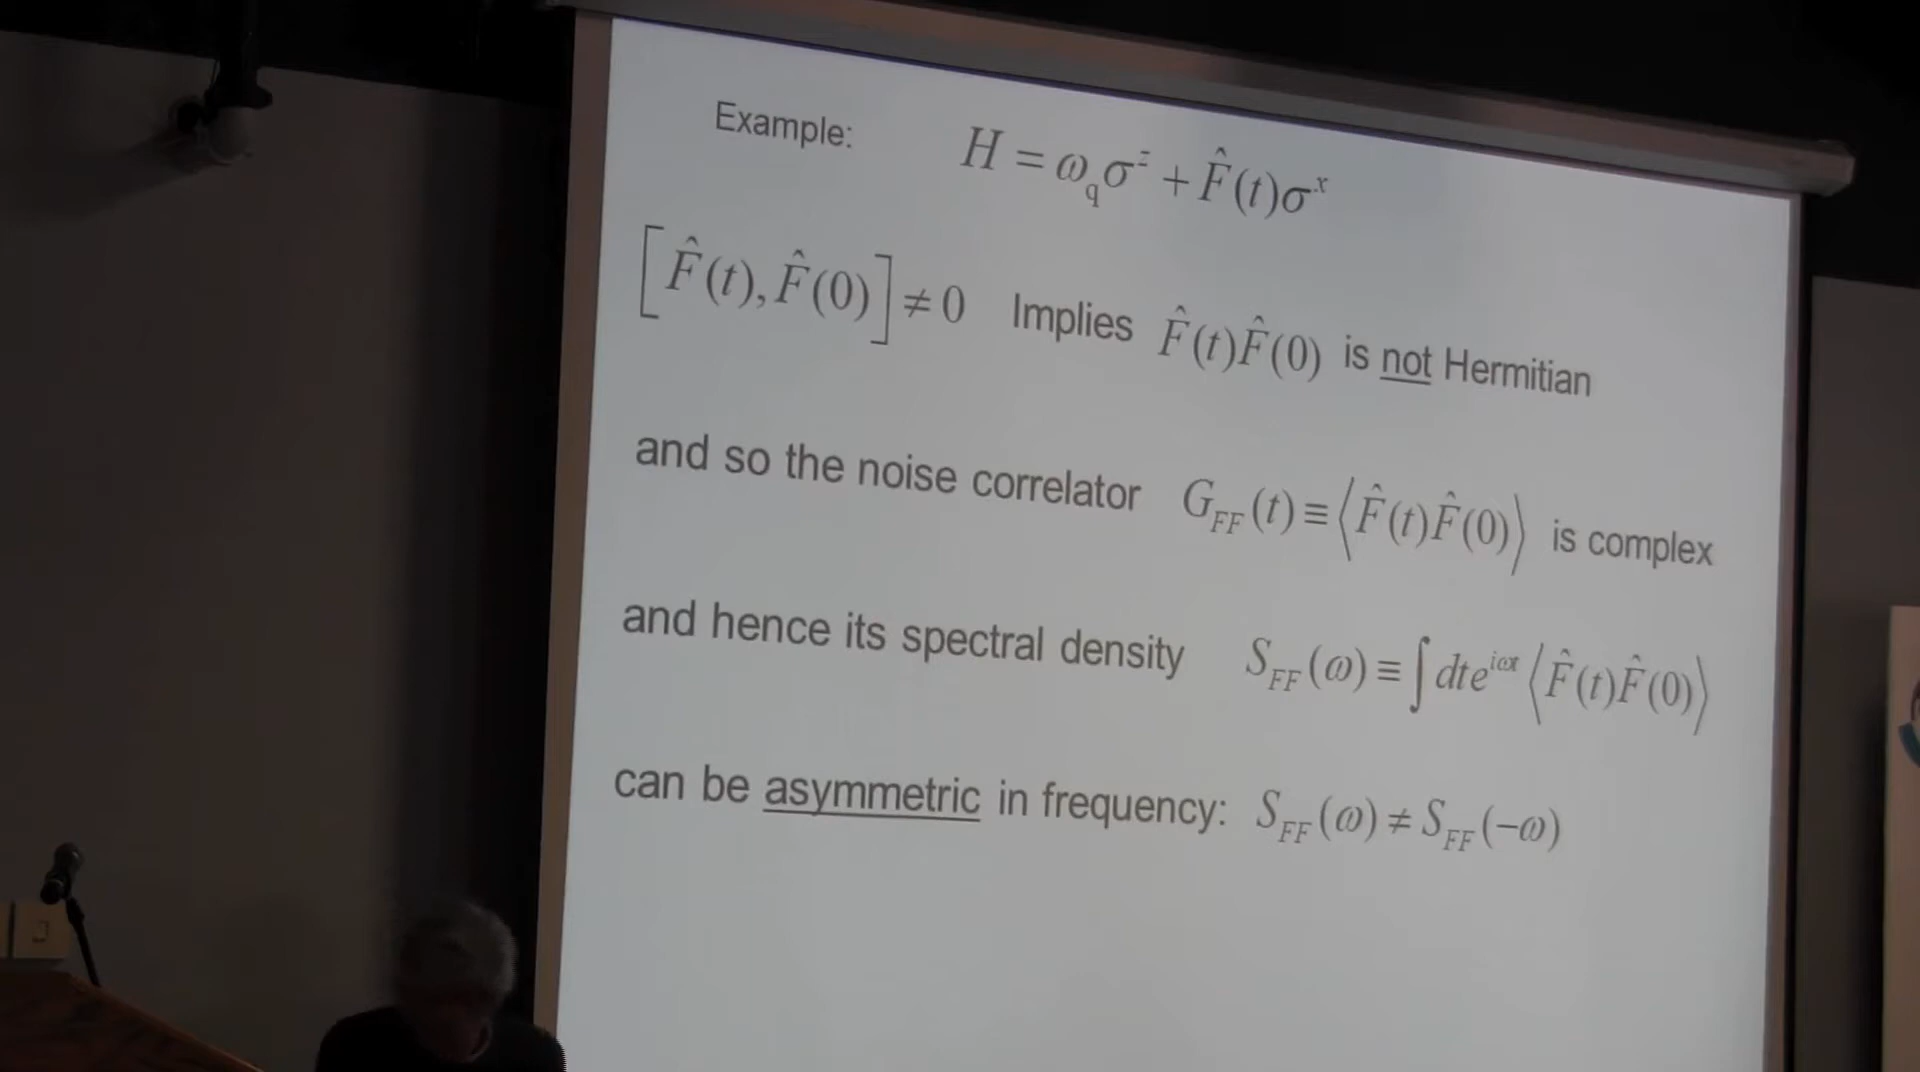 Example: H = ω_q σ^z + F̂(t)σ^x
[F̂(t), F̂(0)] ≠ 0 Implies F̂(t)F̂(0) is not Hermitian
and so the noise correlator G_FF(t) ≡ ⟨F̂(t)F̂(0)⟩ is complex
and hence its spectral density S_FF(ω) ≡ ∫ dte^{iωt} ⟨F̂(t)F̂(0)⟩
can be asymmetric in frequency: S_FF(ω) ≠ S_FF(−ω)